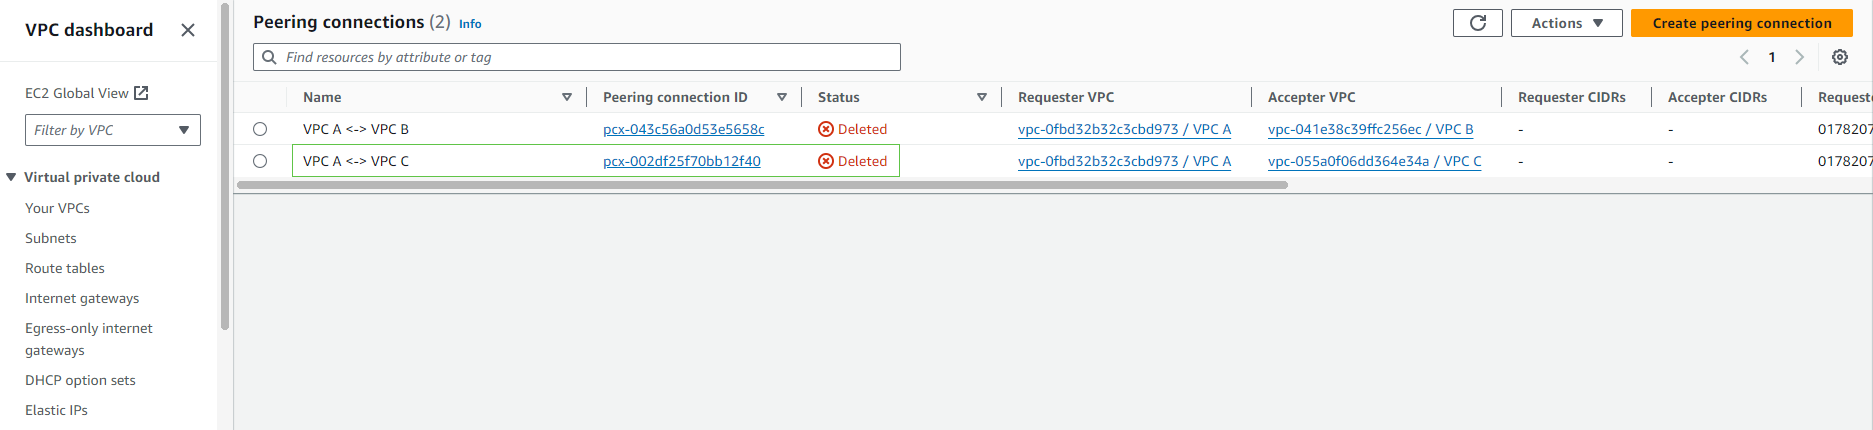 VPC dashboard
EC2 Global View
Filter by VPC
Virtual private cloud
Your VPCs
Subnets
Route tables
Internet gateways
Egress-only internet
gateways
DHCP option sets
Elastic IPs
Peering connections (2) Info
Actions
Create peering connection
Find resources by attribute or tag
1
Name Peering connection ID Status Requester VPC Accepter VPC Requester CIDRs Accepter CIDRs Requeste
VPC A <-> VPC B pcx-043c56a0d53e5658c Deleted vpc-0fbd32b32c3cbd973 / VPC A vpc-041e38c39ffc256ec / VPC B - - 0178207
VPC A <-> VPC C pcx-002df25f70bb12f40 Deleted vpc-0fbd32b32c3cbd973 / VPC A vpc-055a0f06dd364e34a / VPC C - - 0178207